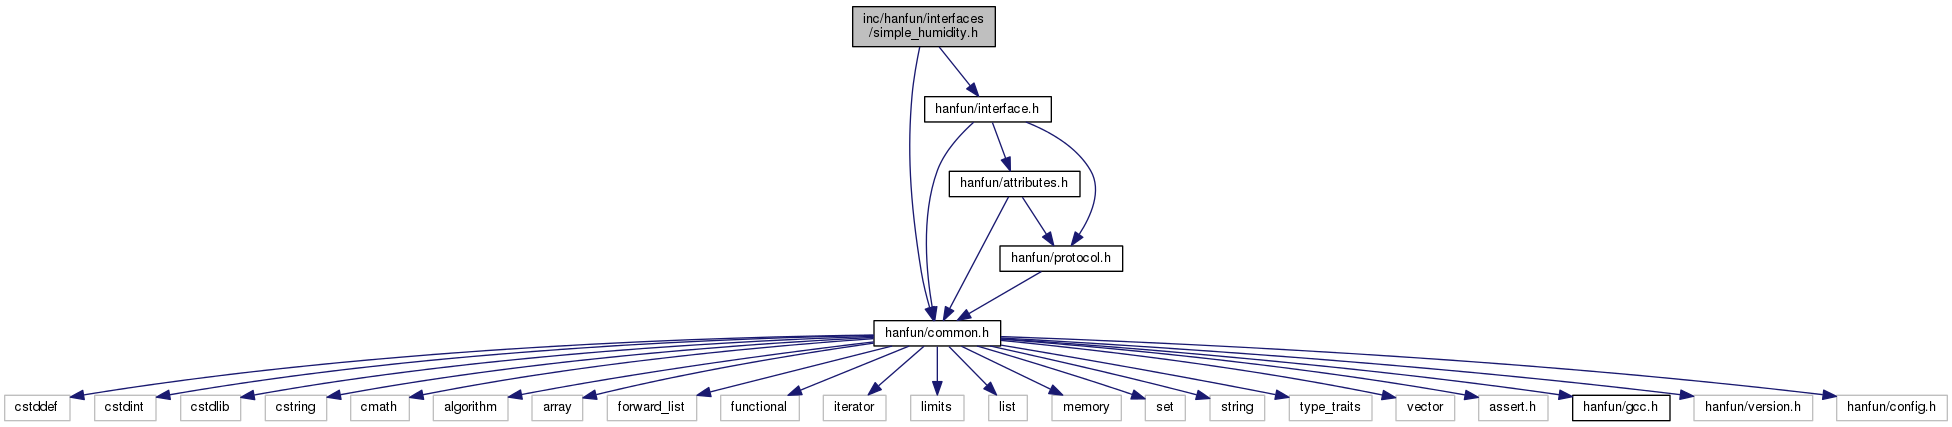 inc/hanfun/interfaces
/simple_humidity.h
hanfun/interface.h
hanfun/attributes.h
hanfun/protocol.h
hanfun/common.h
cstddef
cstdint
cstdlib
cstring
cmath
algorithm
array
forward_list
functional
iterator
limits
list
memory
set
string
type_traits
vector
assert.h
hanfun/gcc.h
hanfun/version.h
hanfun/config.h